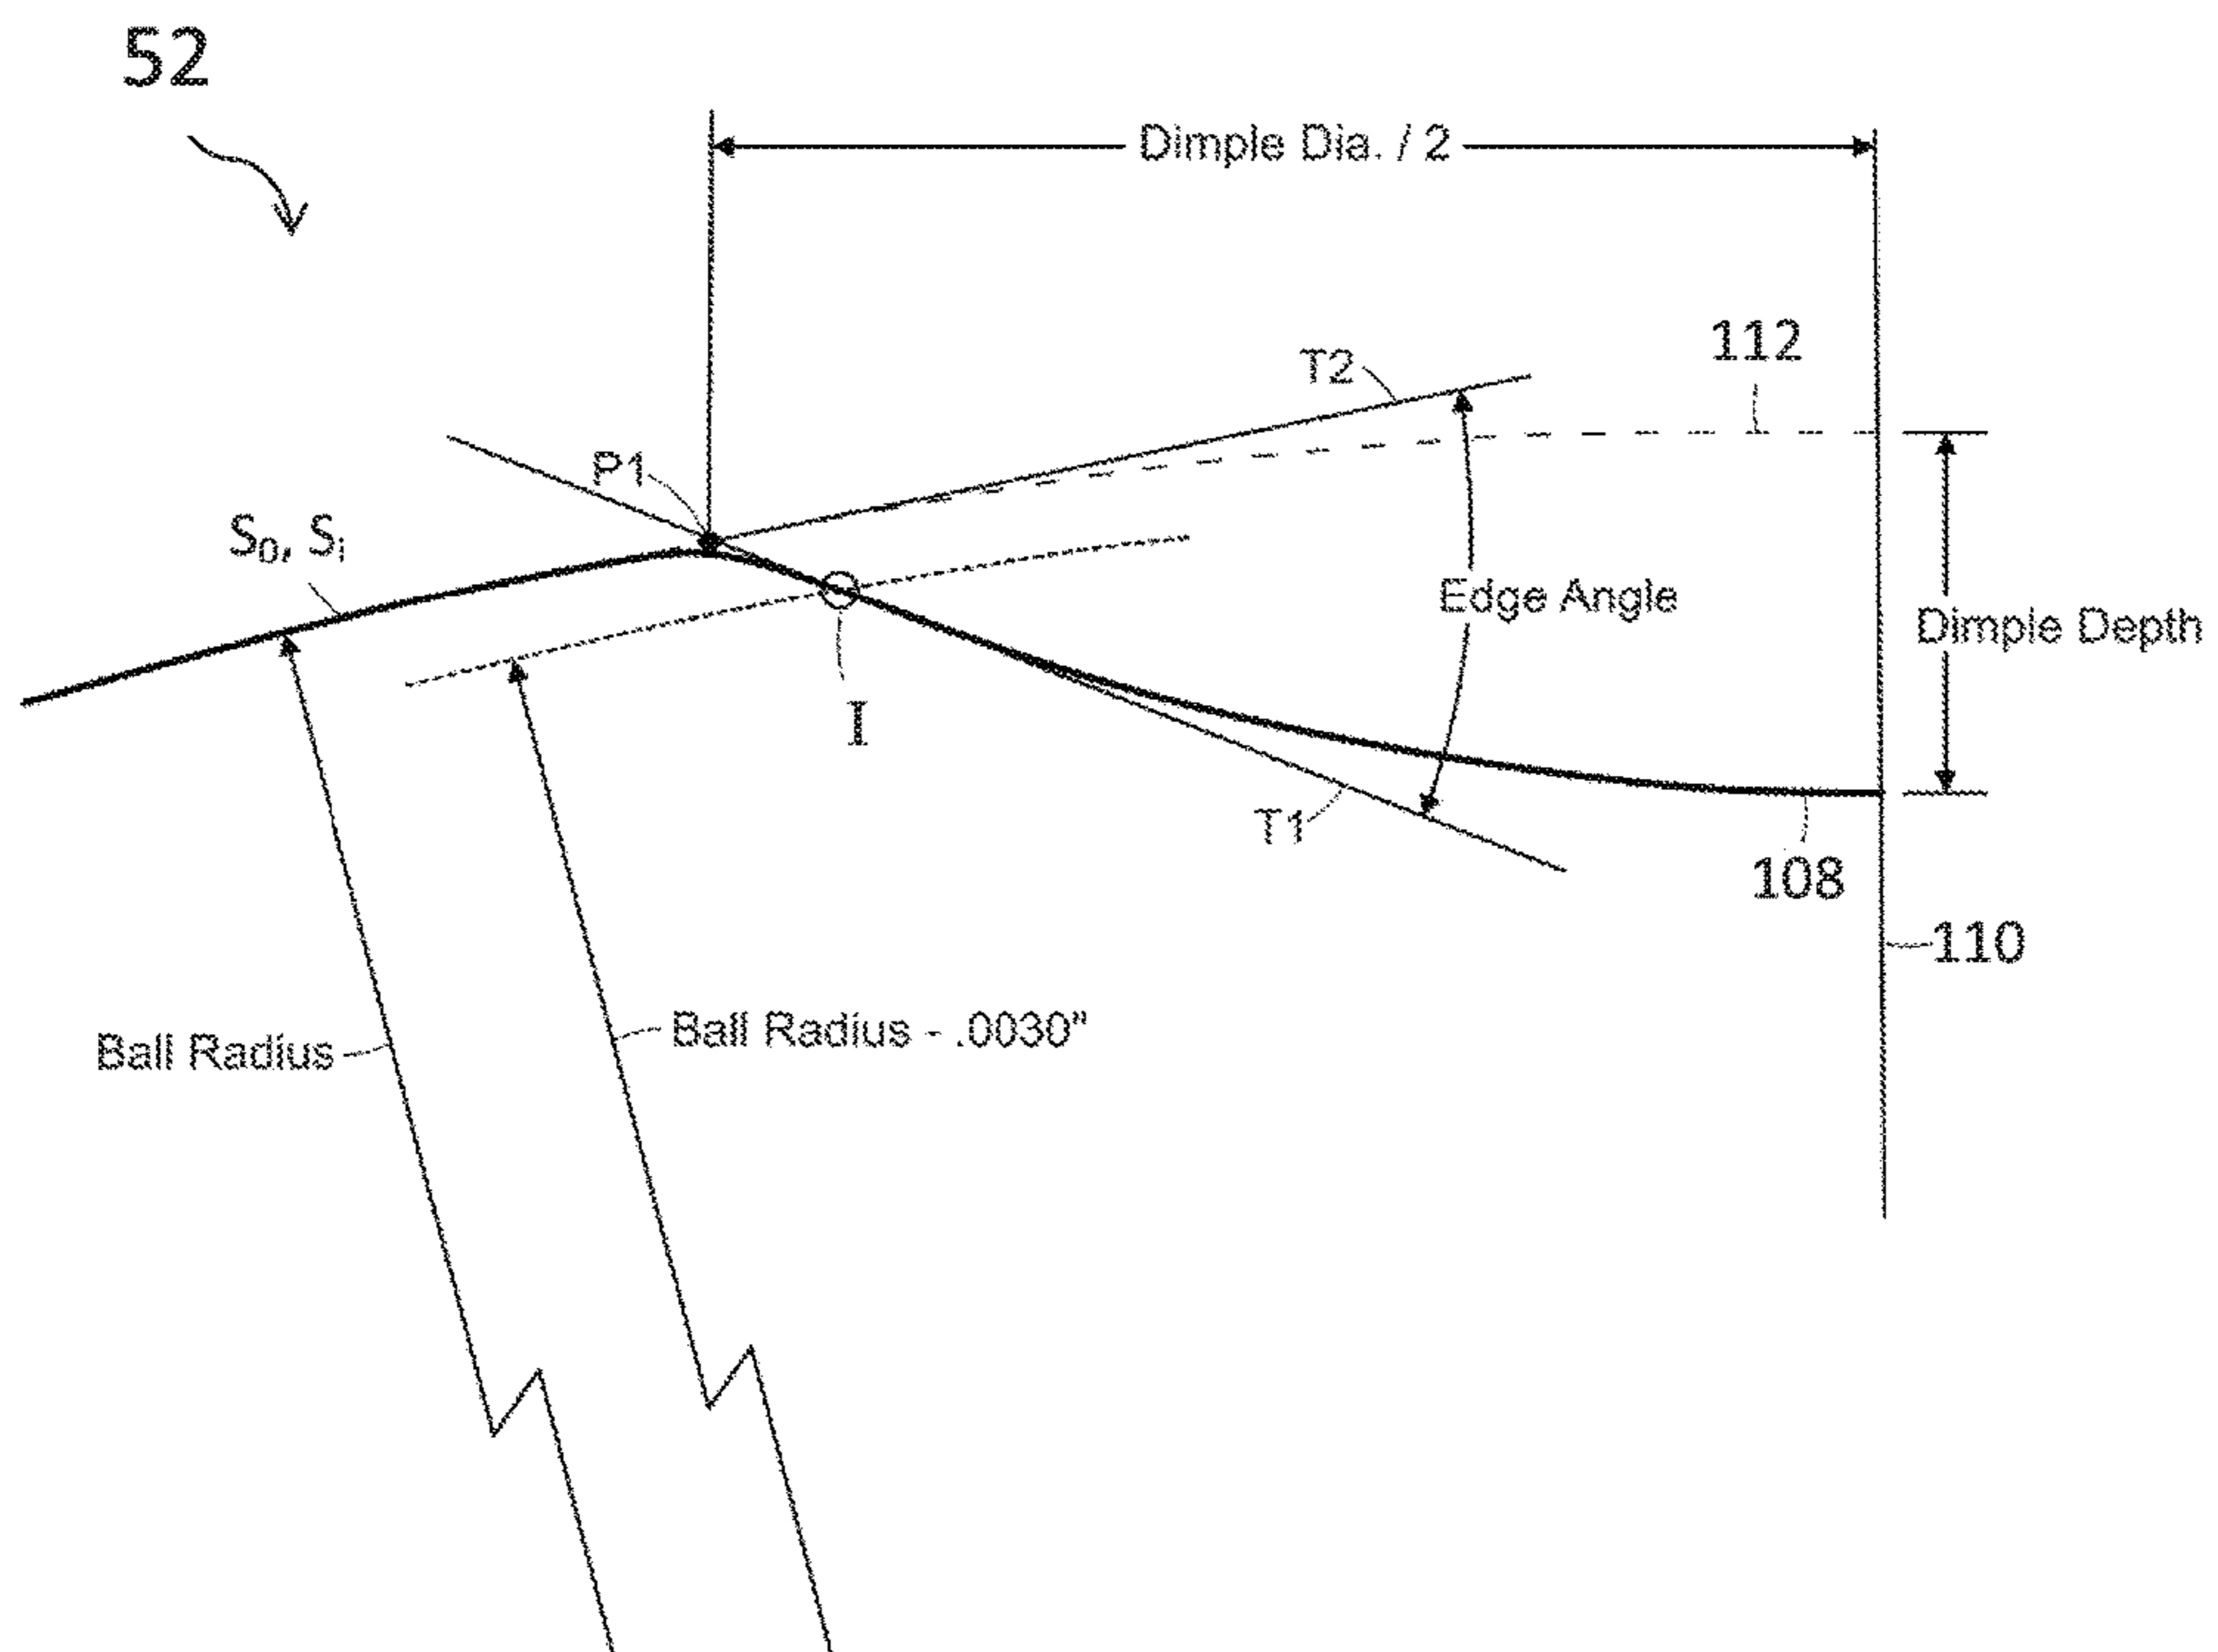 52
Dimple Dia. / 2
112
T2
P1
S₀, Sᵢ
Edge Angle
Dimple Depth
I
T1
108
110
Ball Radius - .0030"
Ball Radius